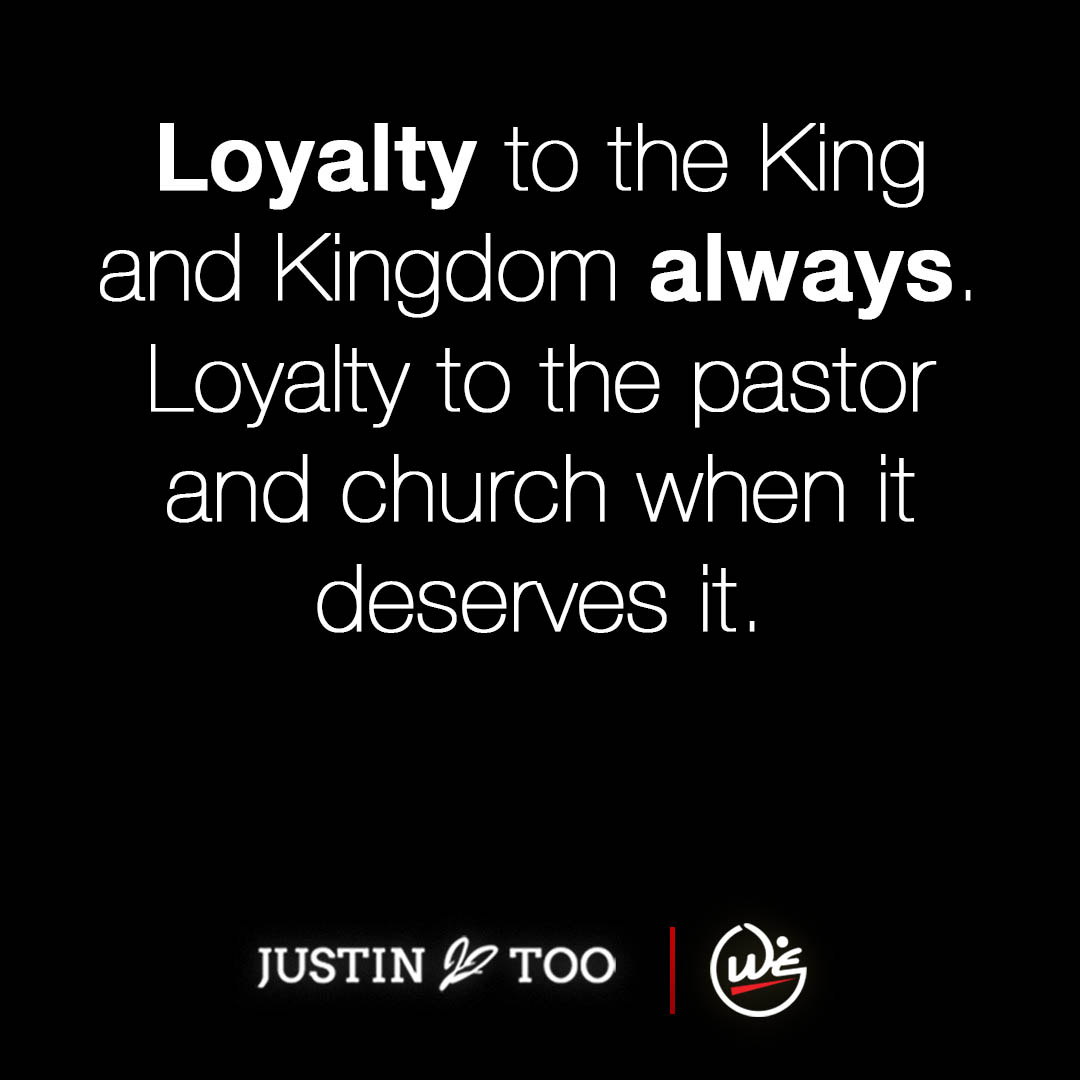 Loyalty to the King
and Kingdom always.
Loyalty to the pastor
and church when it
deserves it.
JUSTIN TOO
WE